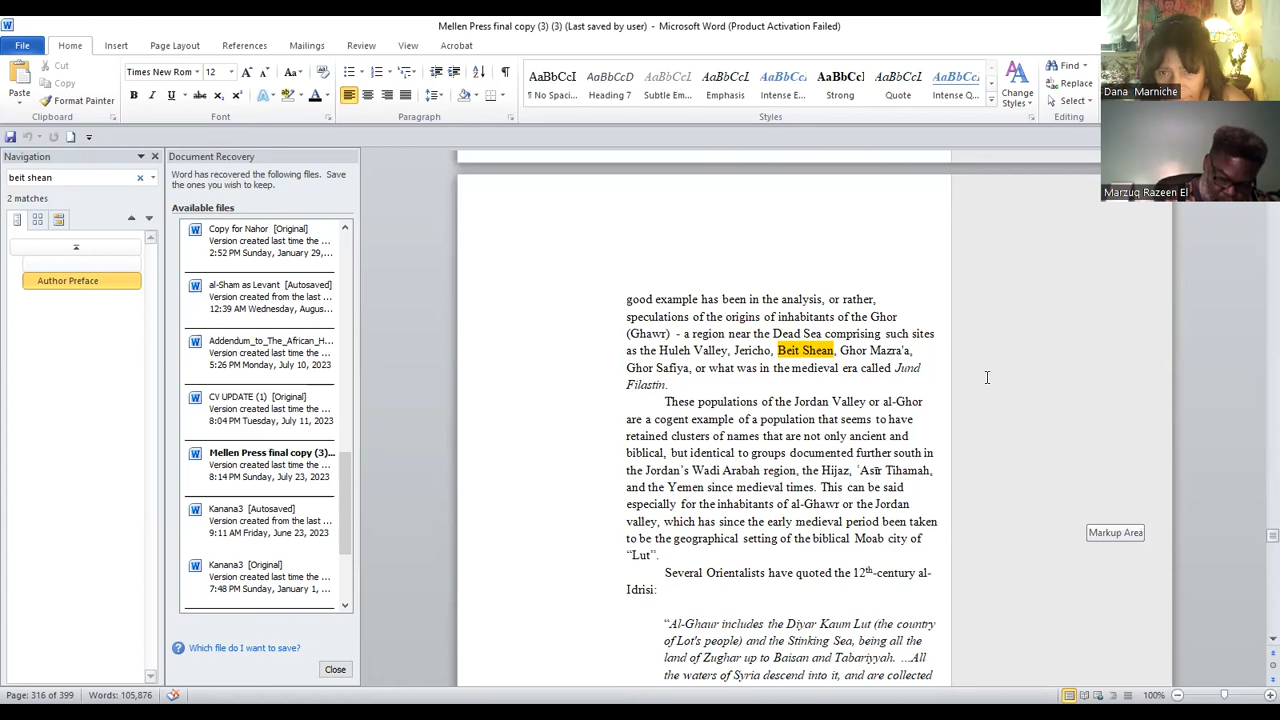 Mellen Press final copy (3) (3) (Last saved by user) - Microsoft Word (Product Activation Failed)
File Home Insert Page Layout References Mailings Review View Acrobat
Paste
Cut
Copy
Format Painter
Clipboard
Times New Rom 12
Font
Paragraph
AaBbCcI AaBbCcD AaBbCcI AaBbCcL AaBbCcI AaBbCcI AaBbCcI AaBbCcI
¶ No Spaci... Heading 7 Subtle Em... Emphasis Intense E... Strong Quote Intense Q...
Styles
Change
Styles
Find
Replace
Select
Editing
Dana Marniche
Marzuq Razeen El
Navigation
beit shean
2 matches
Author Preface
Document Recovery
Word has recovered the following files. Save
the ones you wish to keep.
Available files
Copy for Nahor [Original]
Version created last time the ...
2:52 PM Sunday, January 29,...
al-Sham as Levant [Autosaved]
Version created from the last ...
12:39 AM Wednesday, Augus...
Addendum_to_The_African_H...
Version created from the last ...
5:26 PM Monday, July 10, 2023
CV UPDATE (1) [Original]
Version created last time the ...
8:04 PM Tuesday, July 11, 2023
Mellen Press final copy (3)...
Version created last time the ...
8:14 PM Sunday, July 23, 2023
Kanana3 [Autosaved]
Version created from the last ...
9:11 AM Friday, June 23, 2023
Kanana3 [Original]
Version created last time the ...
7:48 PM Sunday, January 1, ...
Which file do I want to save?
Close
good example has been in the analysis, or rather,
speculations of the origins of inhabitants of the Ghor
(Ghawr) - a region near the Dead Sea comprising such sites
as the Huleh Valley, Jericho, Beit Shean, Ghor Mazra'a,
Ghor Safiya, or what was in the medieval era called Jund
Filastin.
These populations of the Jordan Valley or al-Ghor
are a cogent example of a population that seems to have
retained clusters of names that are not only ancient and
biblical, but identical to groups documented further south in
the Jordan's Wadi Arabah region, the Hijaz, ʿAsīr Tihamah,
and the Yemen since medieval times. This can be said
especially for the inhabitants of al-Ghawr or the Jordan
valley, which has since the early medieval period been taken
to be the geographical setting of the biblical Moab city of
“Lut”.
Several Orientalists have quoted the 12th-century al-
Idrisi:
“Al-Ghaur includes the Diyar Kaum Lut (the country
of Lot's people) and the Stinking Sea, being all the
land of Zughar up to Baisan and Tabariyyah. ...All
the waters of Syria descend into it, and are collected
Markup Area
Page: 316 of 399 Words: 105,876
100%